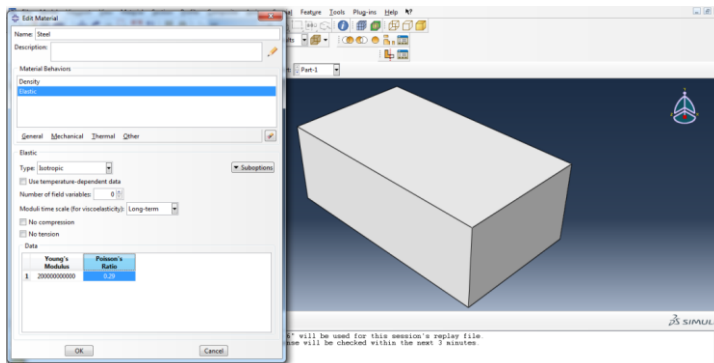 Edit Material
Name: Steel
Description:
Material Behaviors
Density
Elastic
General Mechanical Thermal Other
Elastic
Type: Isotropic
Suboptions
Use temperature-dependent data
Number of field variables: 0
Moduli time scale (for viscoelasticity): Long-term
No compression
No tension
Data
Young's Modulus
Poisson's Ratio
1 200000000000 0.29
OK Cancel
Feature Tools Plug-ins Help
Part-1
SIMUL
6" will be used for this session's replay file.
nse will be checked within the next 3 minutes.